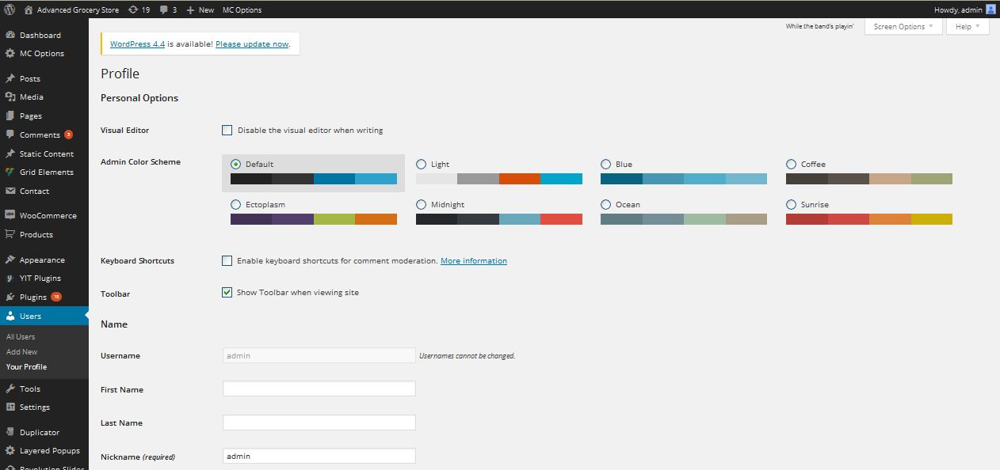 Advanced Grocery Store 19 3 New MC Options Howdy, admin
While the band's playin' Screen Options Help
Dashboard
MC Options
Posts
Media
Pages
Comments 3
Static Content
Grid Elements
Contact
WooCommerce
Products
Appearance
YIT Plugins
Plugins 15
Users
All Users
Add New
Your Profile
Tools
Settings
Duplicator
Layered Popups
Revolution Slider
WordPress 4.4 is available! Please update now.
Profile
Personal Options
Visual Editor Disable the visual editor when writing
Admin Color Scheme Default Light Blue Coffee
Ectoplasm Midnight Ocean Sunrise
Keyboard Shortcuts Enable keyboard shortcuts for comment moderation. More information
Toolbar Show Toolbar when viewing site
Name
Username admin Usernames cannot be changed.
First Name
Last Name
Nickname (required) admin